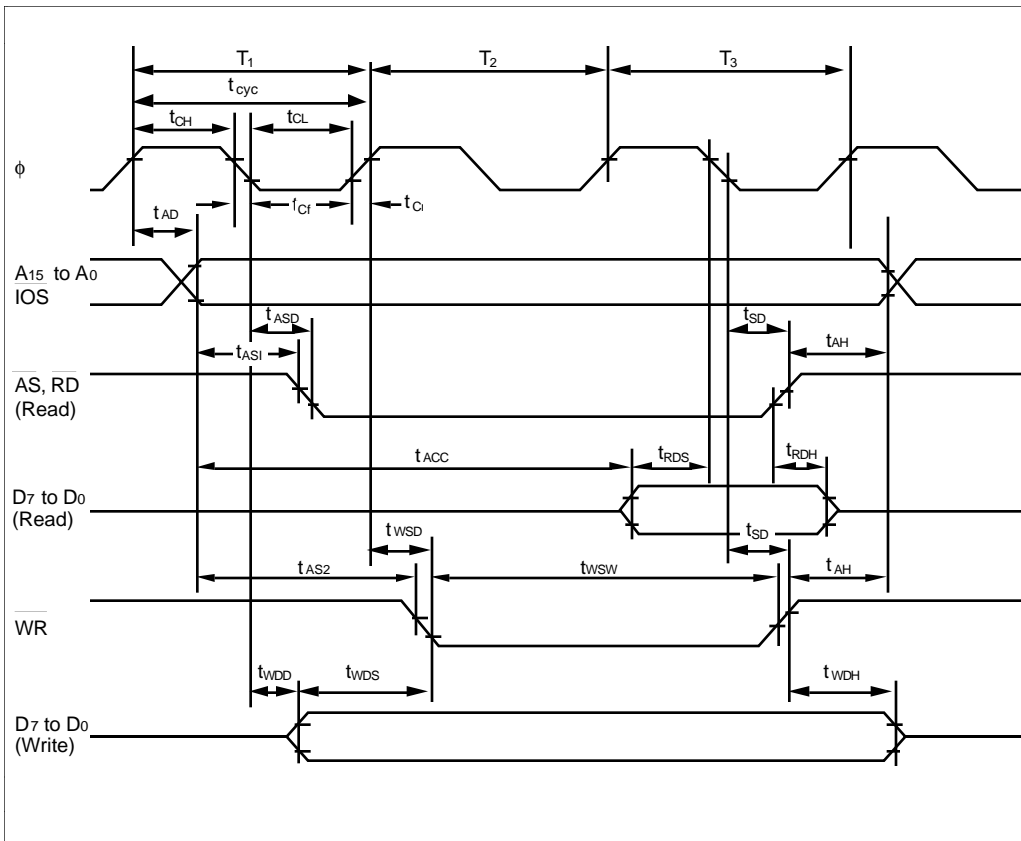 T1 T2 T3
tcyc
tCH tCL
ϕ
tCf tC
tAD
A15 to A0
IOS
tASD tSD
tASI tAH
AS, RD
(Read)
tACC tRDS tRDH
D7 to D0
(Read)
tWSD tSD
tAS2 tWSW tAH
WR
tWDD tWDS tWDH
D7 to D0
(Write)